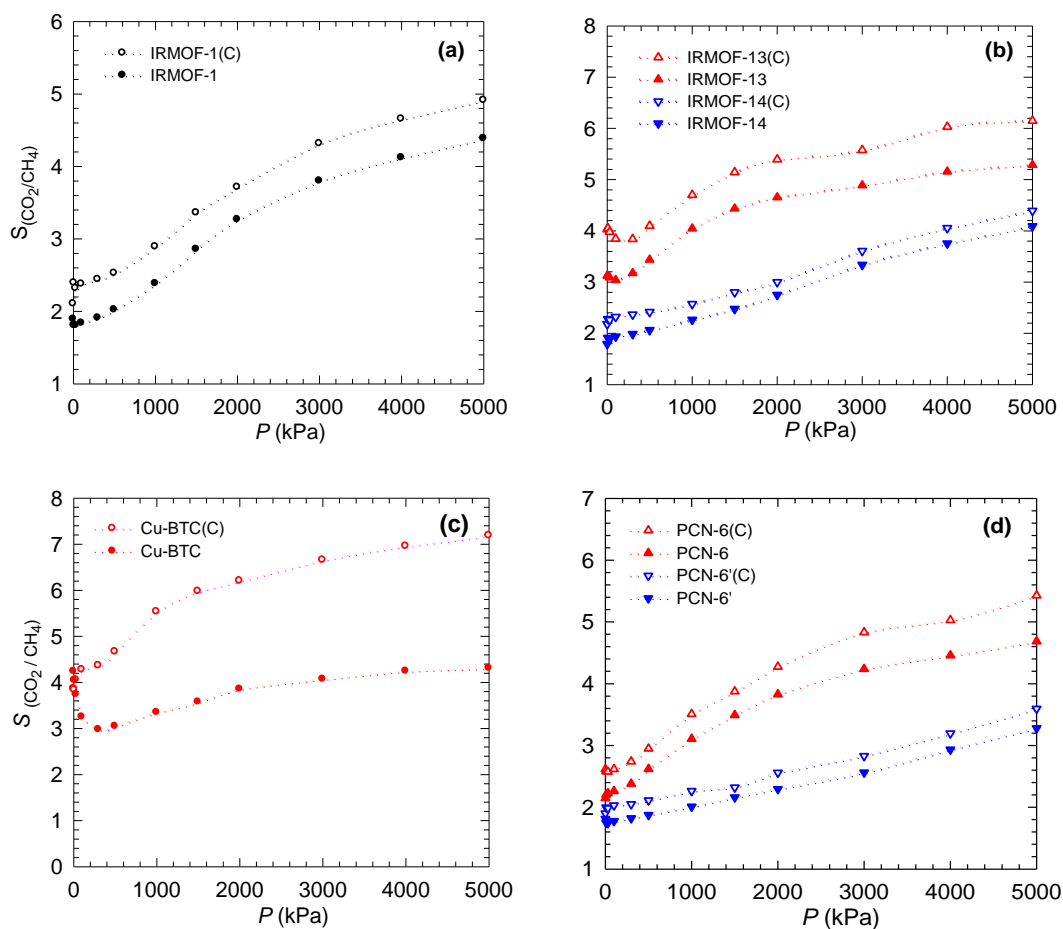 (a)
IRMOF-1(C)
IRMOF-1
S(CO2/CH4)
6
5
4
3
2
1
0 1000 2000 3000 4000 5000
P (kPa)
(b)
IRMOF-13(C)
IRMOF-13
IRMOF-14(C)
IRMOF-14
8
7
6
5
4
3
2
1
0 1000 2000 3000 4000 5000
P (kPa)
(c)
Cu-BTC(C)
Cu-BTC
S (CO2 / CH4)
8
7
6
5
4
3
2
1
0
0 1000 2000 3000 4000 5000
P (kPa)
(d)
PCN-6(C)
PCN-6
PCN-6'(C)
PCN-6'
7
6
5
4
3
2
1
0 1000 2000 3000 4000 5000
P (kPa)